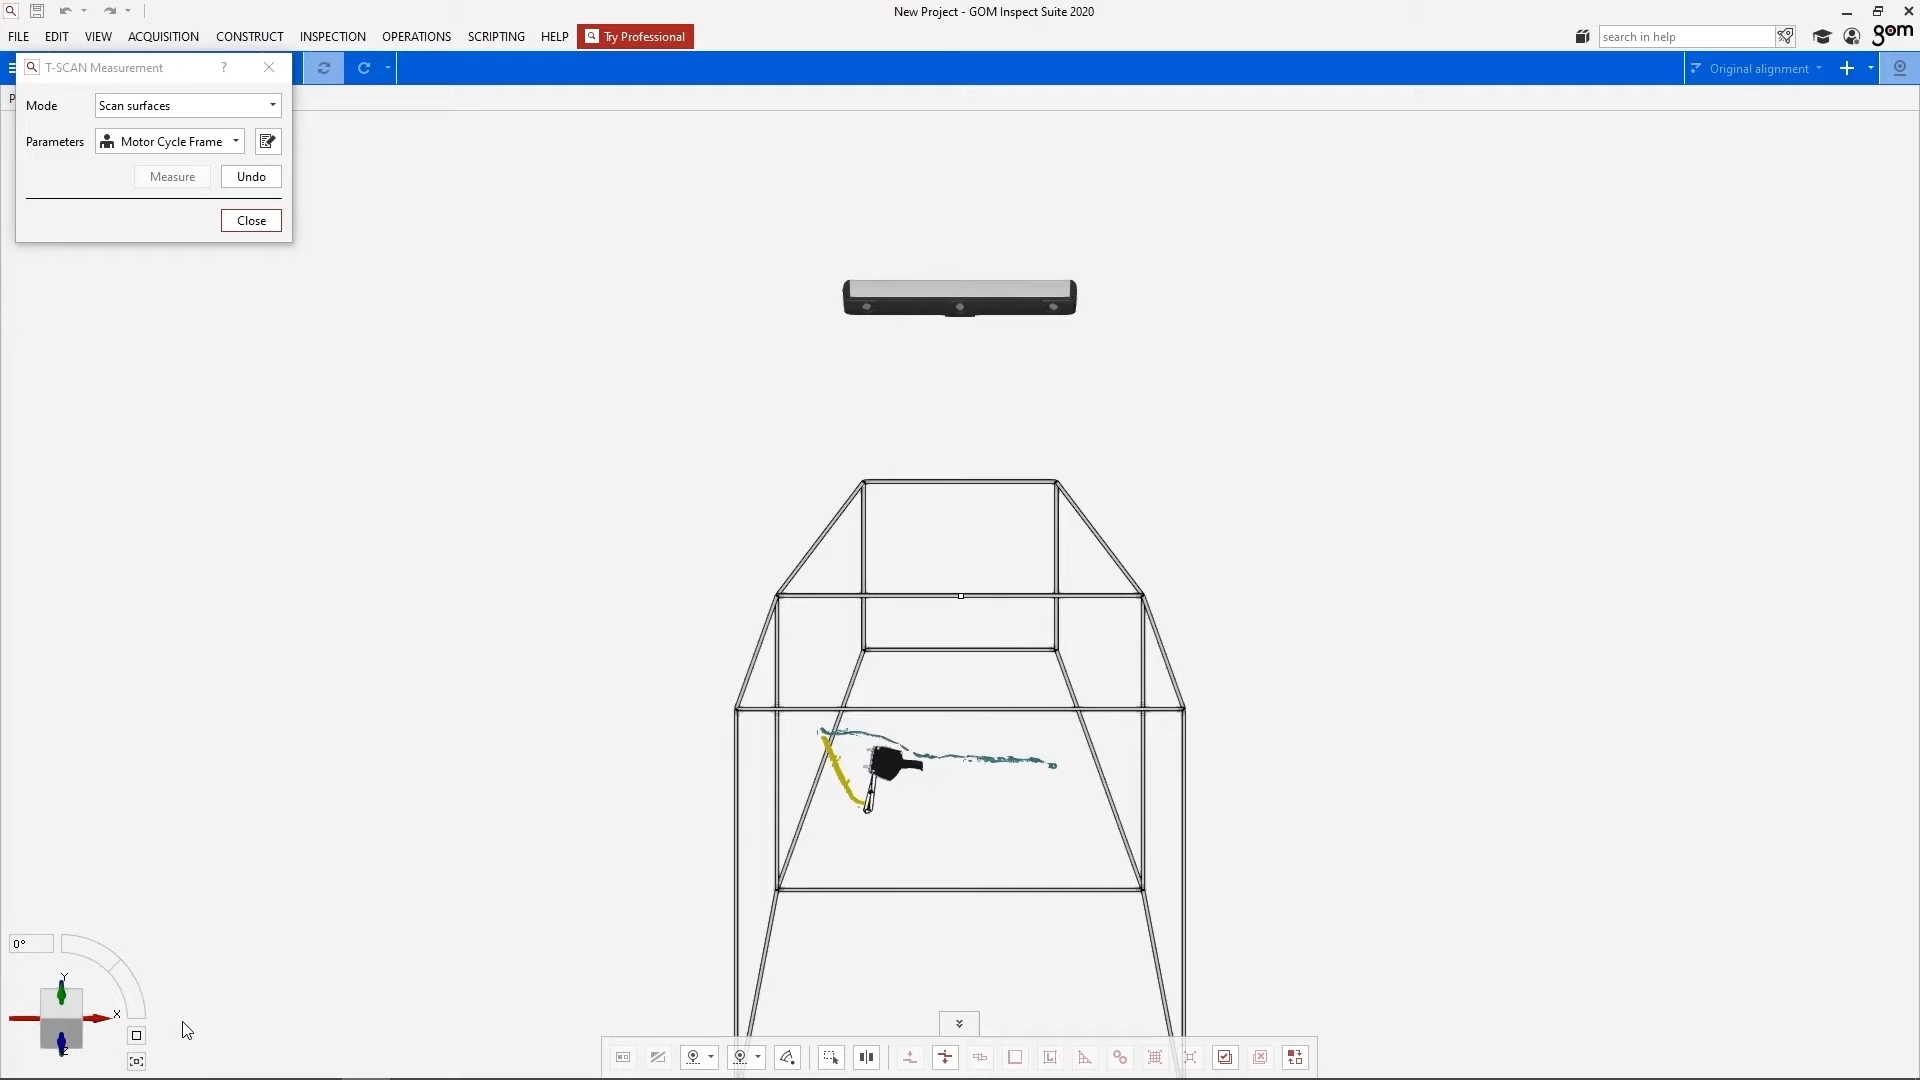 New Project - GOM Inspect Suite 2020
FILE EDIT VIEW ACQUISITION CONSTRUCT INSPECTION OPERATIONS SCRIPTING HELP Try Professional search in help gom
T-SCAN Measurement ? Original alignment
Mode Scan surfaces
Parameters Motor Cycle Frame
Measure Undo
Close
0°
Y
X
Z